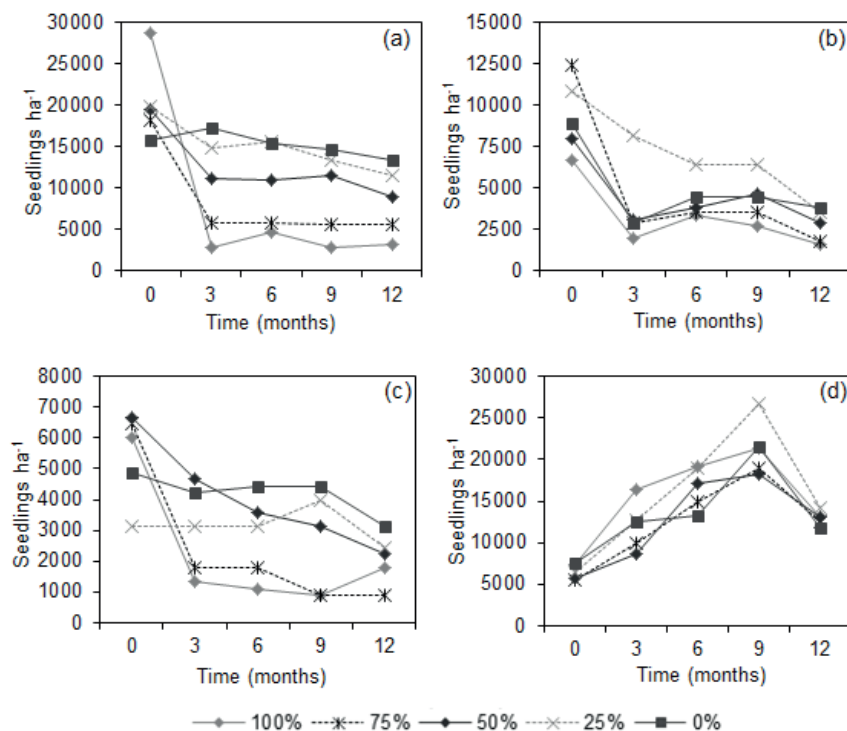 (a)
Seedlings ha-1
30000
25000
20000
15000
10000
5000
0
0 3 6 9 12
Time (months)
(b)
Seedlings ha-1
15000
12500
10000
7500
5000
2500
0
0 3 6 9 12
Time (months)
(c)
Seedlings ha-1
8000
7000
6000
5000
4000
3000
2000
1000
0
0 3 6 9 12
Time (months)
(d)
Seedlings ha-1
30000
25000
20000
15000
10000
5000
0
0 3 6 9 12
Time (months)
100% 75% 50% 25% 0%